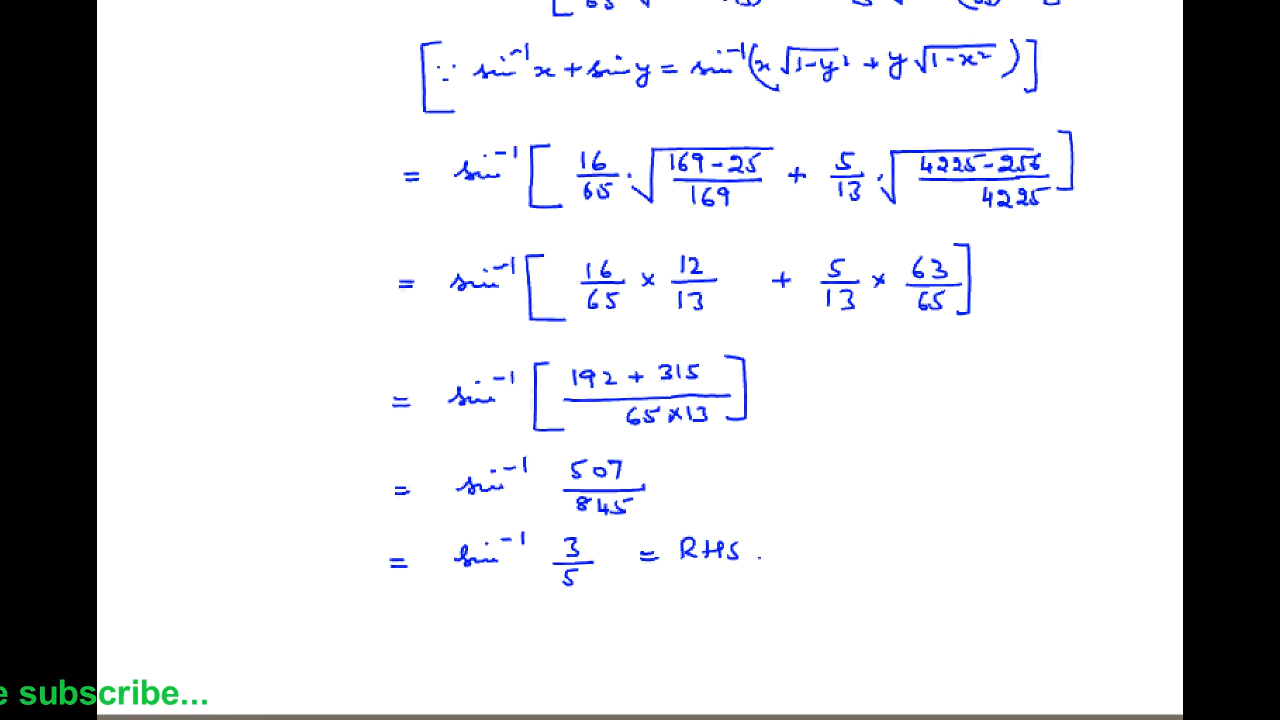 [∵ sin⁻¹x + sin y = sin⁻¹(x √1-y² + y √1-x² )]
= sin⁻¹ [ 16/65 . √169-25/169 + 5/13 . √4225-256/4225 ]
= sin⁻¹ [ 16/65 × 12/13 + 5/13 × 63/65 ]
= sin⁻¹ [ 192 + 315 / 65×13 ]
= sin⁻¹ 507/845
= sin⁻¹ 3/5 = RHS .
e subscribe...